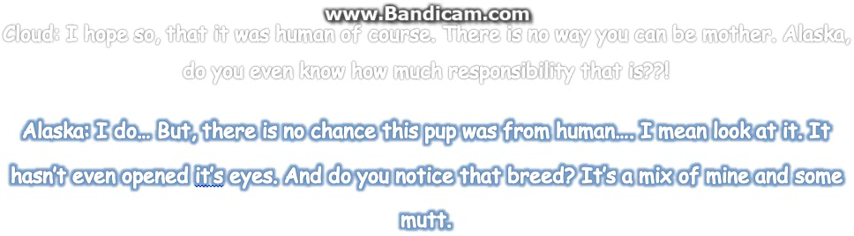 www.Bandicam.com
Cloud: I hope so, that it was human of course. There is no way you can be mother. Alaska,
do you even know how much responsibility that is??!
Alaska: I do... But, there is no chance this pup was from human.... I mean look at it. It
hasn't even opened it's eyes. And do you notice that breed? It's a mix of mine and some
mutt.